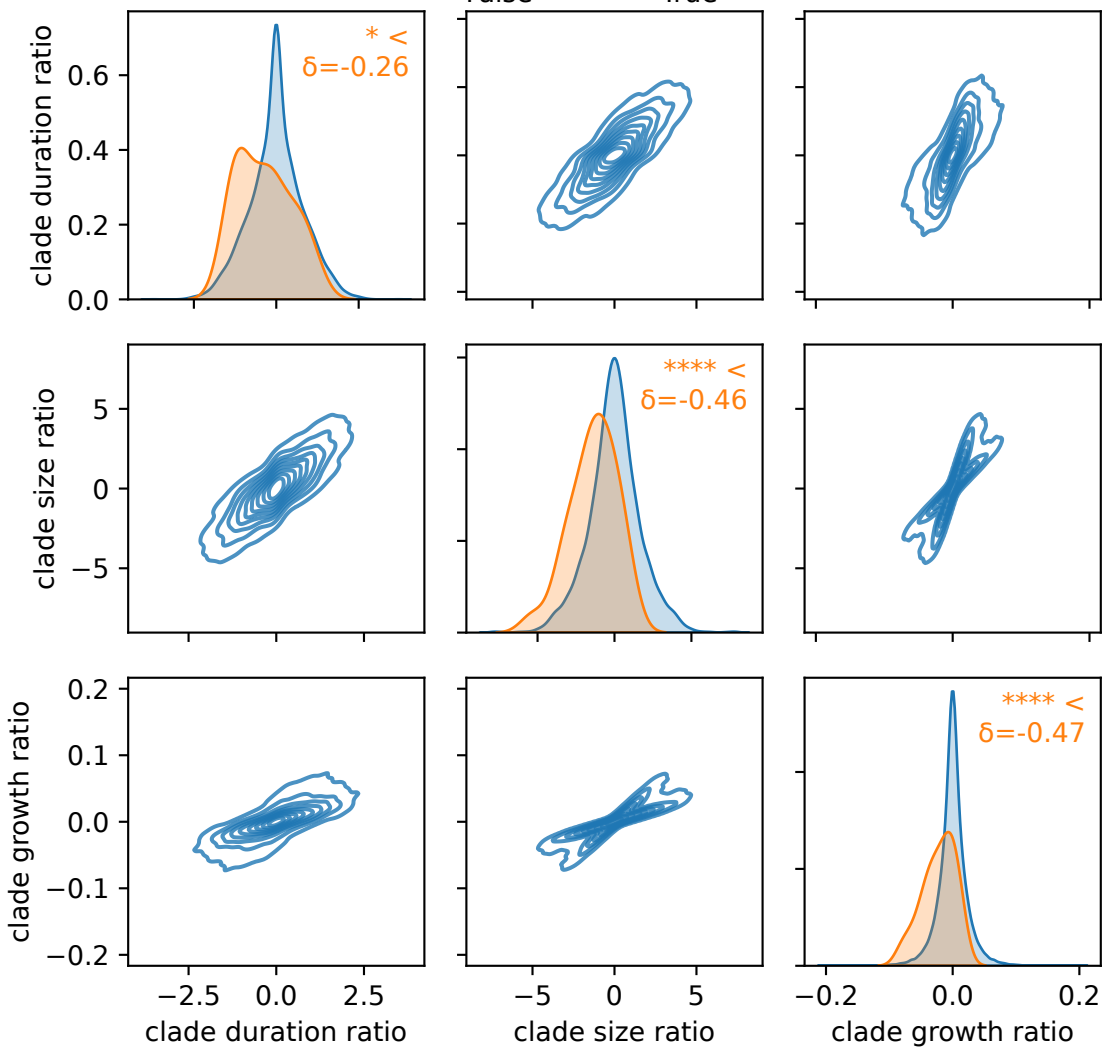 * <
δ=-0.26
clade duration ratio
0.6
0.4
0.2
0.0
**** <
δ=-0.46
clade size ratio
5
0
−5
**** <
δ=-0.47
clade growth ratio
0.2
0.1
0.0
−0.1
−0.2
−2.5 0.0 2.5 −5 0 5 −0.2 0.0 0.2
clade duration ratio clade size ratio clade growth ratio